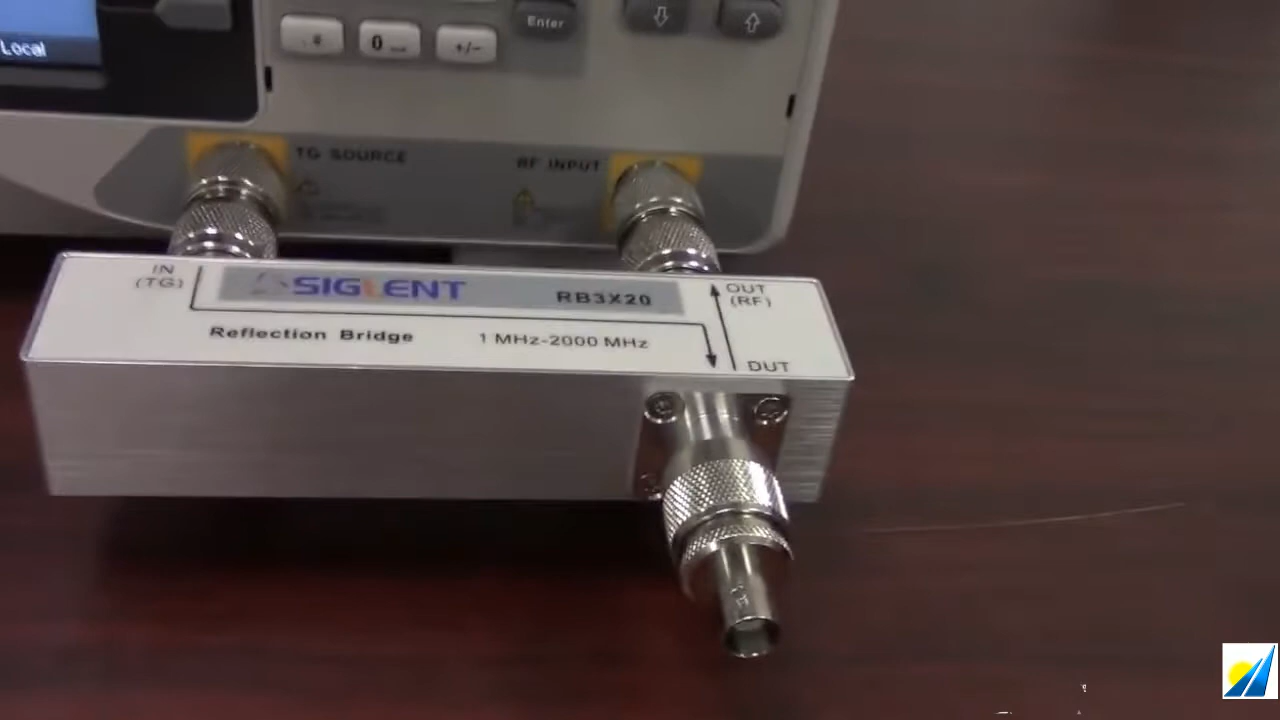 Local
. #
0
+/−
Enter
TG SOURCE
RF INPUT
IN
(TG)
SIGLENT
RB3X20
OUT
(RF)
Reflection Bridge
1 MHz-2000 MHz
DUT